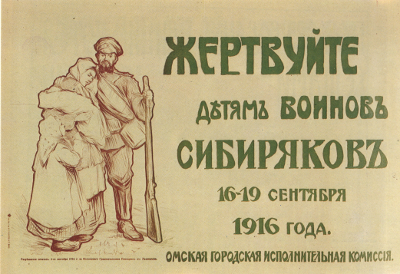 ЖЕРТВУЙТЕ
ДѢТЯМЪ ВОИНОВЪ
СИБИРЯКОВЪ
16-19 СЕНТЯБРЯ
1916 ГОДА.
ОМСКАЯ ГОРОДСКАЯ ИСПОЛНИТЕЛЬНАЯ КОМИССІЯ.